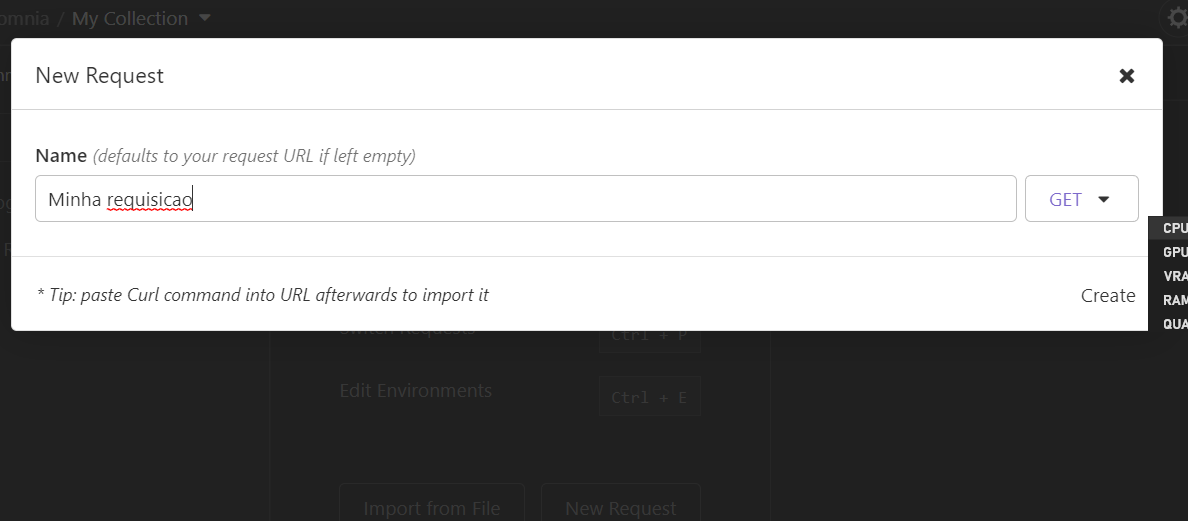 omnia / My Collection
New Request
Name (defaults to your request URL if left empty)
Minha requisicao
GET
CPU
GPU
VRA
RAM
QUA
* Tip: paste Curl command into URL afterwards to import it
Create
Switch Requests
Ctrl + P
Edit Environments
Ctrl + E
Import from File
New Request